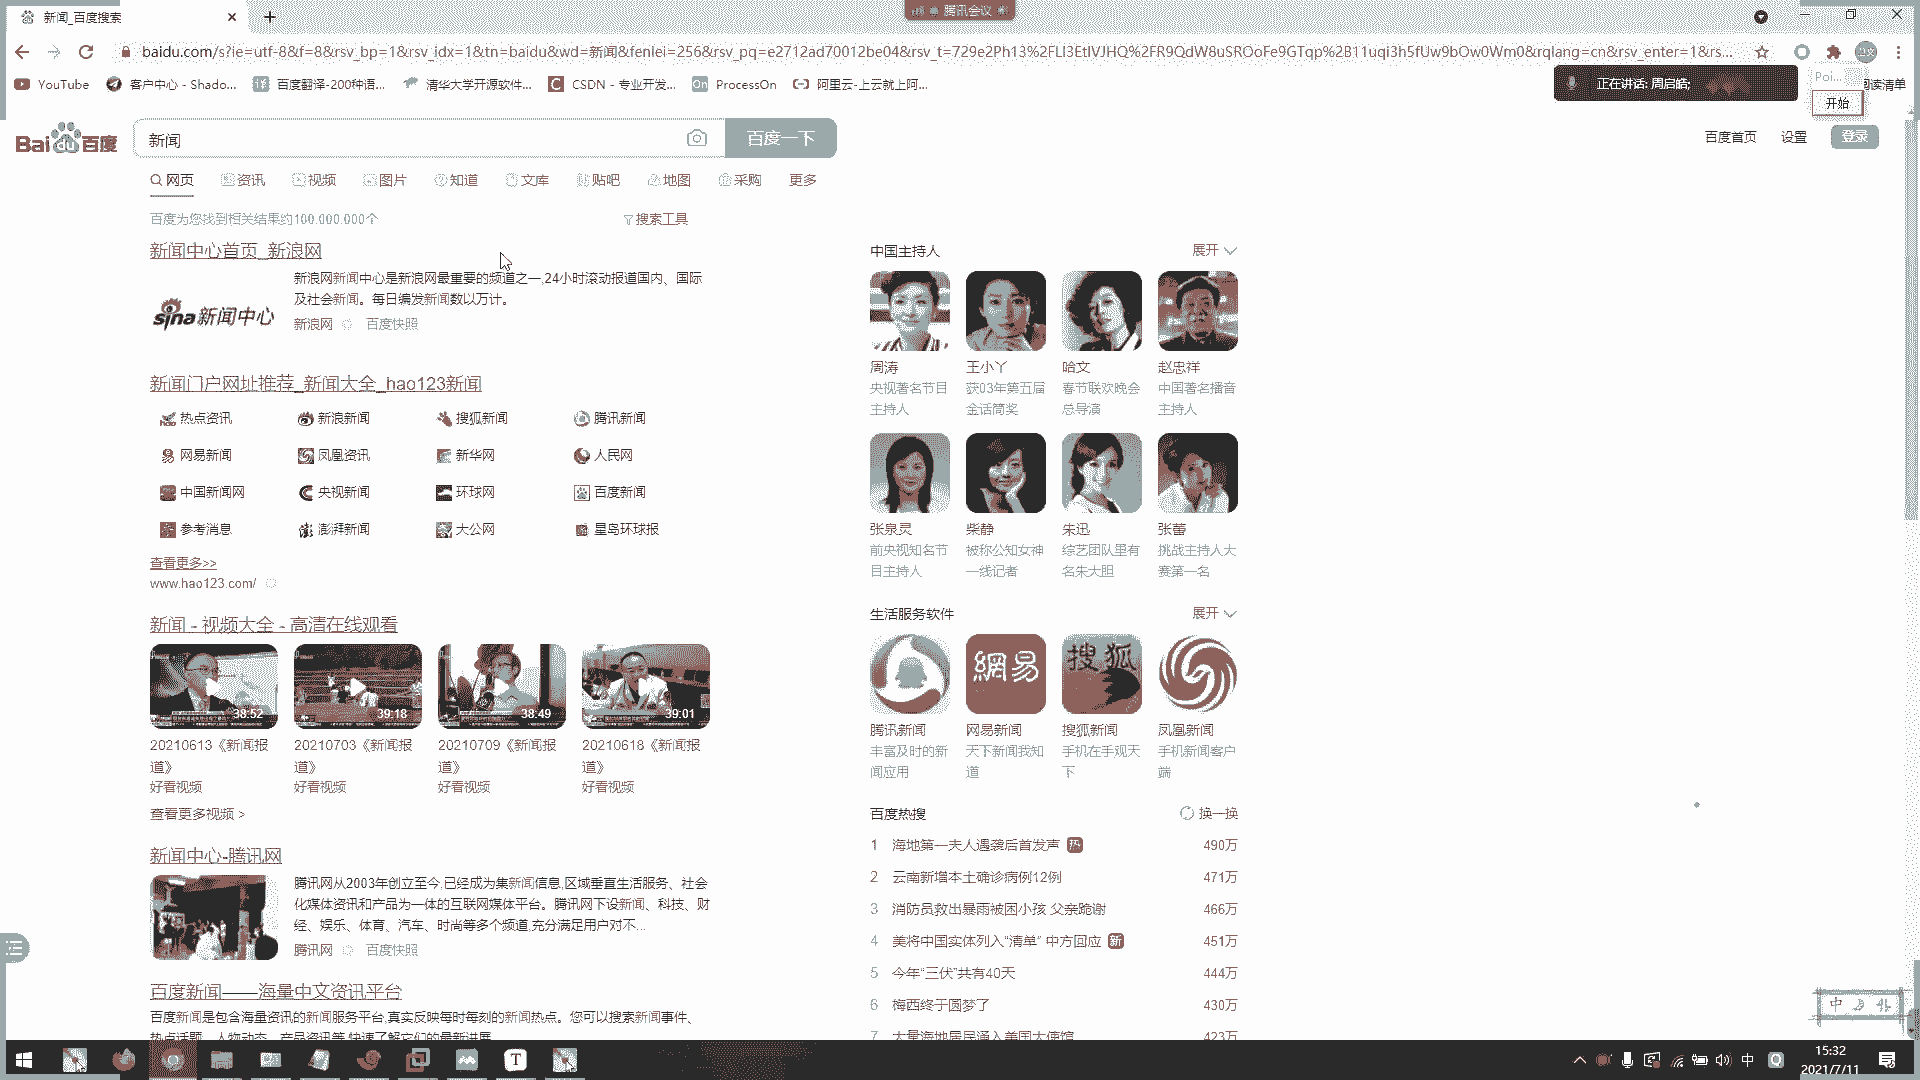 新闻_百度搜索
腾讯会议
baidu.com/s?ie=utf-8&f=8&rsv_bp=1&rsv_idx=1&tn=baidu&wd=新闻&fenlei=256&rsv_pq=e2712ad70012be04&rsv_t=729e2Ph13%2FLI3EtlVJHQ%2FR9QdW8uSROoFe9GTqp%2B11uqi3h5fUw9bOw0Wm0&rqlang=cn&rsv_enter=1&rs...
YouTube 客户中心 - Shado... 百度翻译-200种语... 清华大学开源软件... CSDN - 专业开发... ProcessOn 阿里云-上云就上阿...
正在讲话: 周启皓;
Poi...
阅读清单
开始
Bai du 百度
新闻
百度一下
百度首页 设置 登录
网页 资讯 视频 图片 知道 文库 贴吧 地图 采购 更多
百度为您找到相关结果约100,000,000个
搜索工具
新闻中心首页_新浪网
sina新闻中心
新浪网新闻中心是新浪网最重要的频道之一,24小时滚动报道国内、国际
及社会新闻。每日编发新闻数以万计。
新浪网 百度快照
新闻门户网址推荐_新闻大全_hao123新闻
热点资讯 新浪新闻 搜狐新闻 腾讯新闻
网易新闻 凤凰资讯 新华网 人民网
中国新闻网 央视新闻 环球网 百度新闻
参考消息 澎湃新闻 大公网 星岛环球报
查看更多>>
www.hao123.com/
新闻 - 视频大全 - 高清在线观看
38:52 39:18 38:49 39:01
20210613《新闻报 20210703《新闻报 20210709《新闻报 20210618《新闻报
道》 道》 道》 道》
好看视频 好看视频 好看视频 好看视频
查看更多视频 >
新闻中心-腾讯网
腾讯网从2003年创立至今,已经成为集新闻信息,区域垂直生活服务、社会
化媒体资讯和产品为一体的互联网媒体平台。腾讯网下设新闻、科技、财
经、娱乐、体育、汽车、时尚等多个频道,充分满足用户对不...
腾讯网 百度快照
百度新闻——海量中文资讯平台
百度新闻是包含海量资讯的新闻服务平台,真实反映每时每刻的新闻热点。您可以搜索新闻事件、
热点话题、人物动态、产品资讯等,快速了解它们的最新进展。
中国主持人 展开
周涛 王小丫 哈文 赵忠祥
央视著名节目 获03年第五届 春节联欢晚会 中国著名播音
主持人 金话筒奖 总导演 主持人
张泉灵 柴静 朱迅 张蕾
前央视知名节 被称公知女神 综艺团队里有 挑战主持人大
目主持人 一线记者 名朱大胆 赛第一名
生活服务软件 展开
網易 搜狐
腾讯新闻 网易新闻 搜狐新闻 凤凰新闻
丰富及时的新 天下新闻我知 手机在手观天 手机新闻客户
闻应用 道 下 端
百度热搜 换一换
1 海地第一夫人遇袭后首发声 热 490万
2 云南新增本土确诊病例12例 471万
3 消防员救出暴雨被困小孩 父亲跪谢 466万
4 美将中国实体列入“清单” 中方回应 新 451万
5 今年“三伏”共有40天 444万
6 梅西终于圆梦了 430万
7 大量海地居民涌入美国大使馆 423万
中
T
中
Q
15:32
2021/7/11